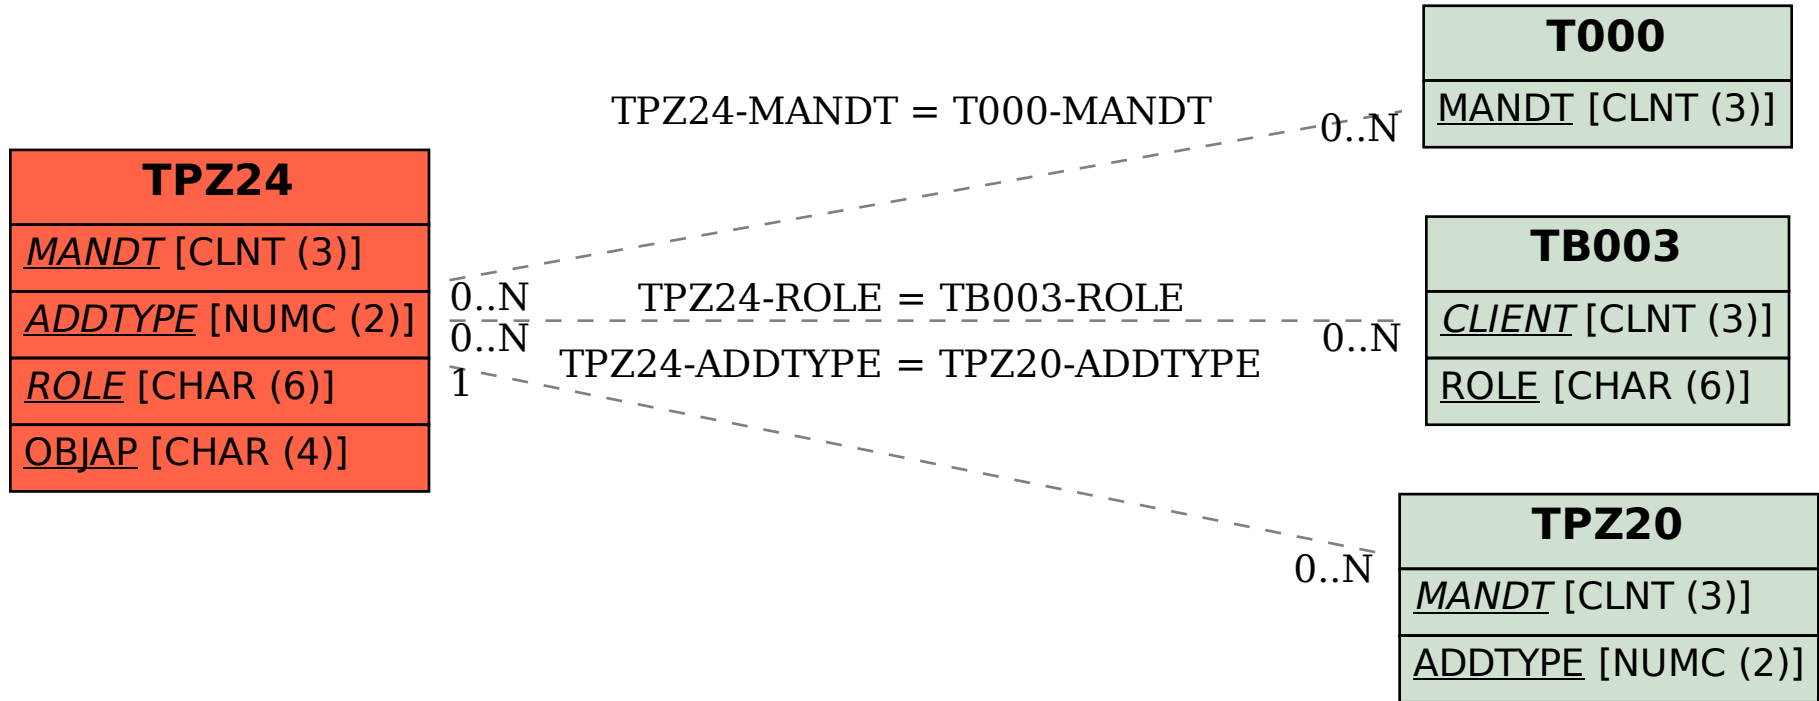 TPZ24
MANDT [CLNT (3)]
ADDTYPE [NUMC (2)]
ROLE [CHAR (6)]
OBJAP [CHAR (4)]
TPZ24-MANDT = T000-MANDT
0..N
0..N
TPZ24-ROLE = TB003-ROLE
0..N
0..N
TPZ24-ADDTYPE = TPZ20-ADDTYPE
1
0..N
T000
MANDT [CLNT (3)]
TB003
CLIENT [CLNT (3)]
ROLE [CHAR (6)]
TPZ20
MANDT [CLNT (3)]
ADDTYPE [NUMC (2)]